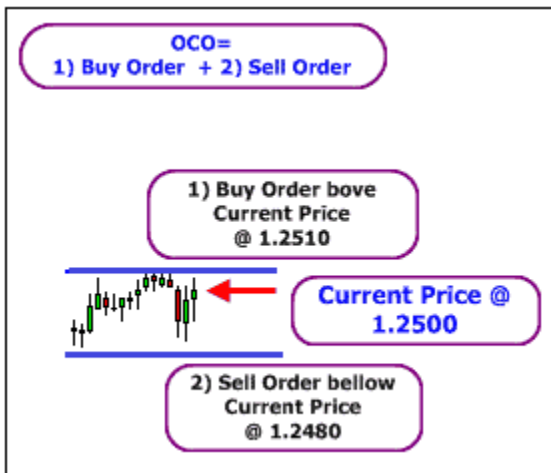 OCO=
1) Buy Order + 2) Sell Order
1) Buy Order bove
Current Price
@ 1.2510
Current Price @
1.2500
2) Sell Order bellow
Current Price
@ 1.2480